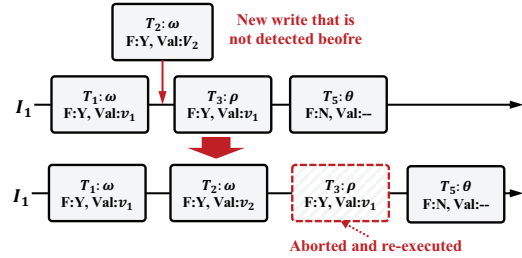 T₂: ω
F:Y, Val:V₂
New write that is
not detected beofre
I₁
T₁: ω
F:Y, Val:v₁
T₃: ρ
F:Y, Val:v₁
T₅: θ
F:N, Val:--
I₁
T₁: ω
F:Y, Val:v₁
T₂: ω
F:Y, Val:v₂
T₃: ρ
F:Y, Val:v₁
T₅: θ
F:N, Val:--
Aborted and re-executed